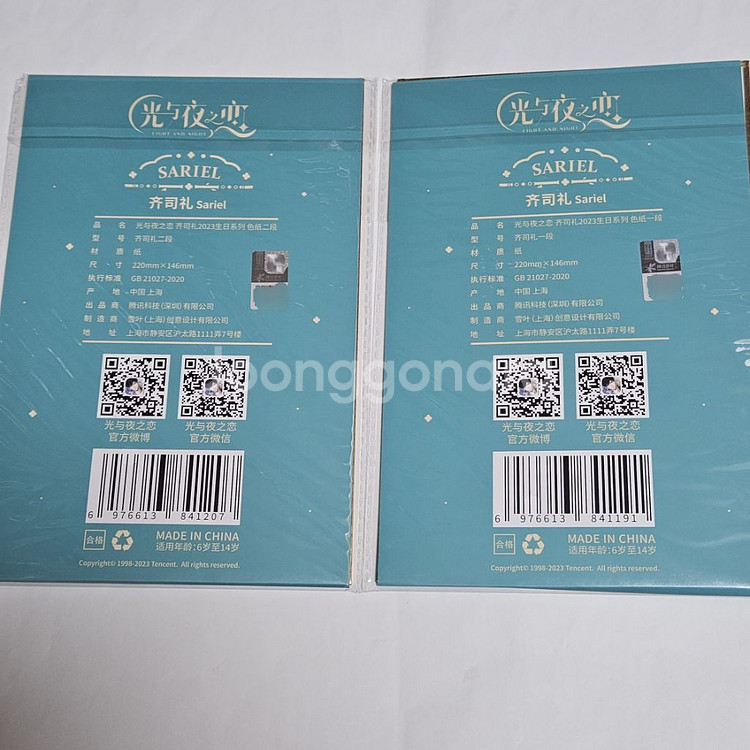 光与夜之恋
LIGHT AND NIGHT
SARIEL
齐司礼 Sariel
品 名 光与夜之恋 齐司礼2023生日系列 色纸二段
型 号 齐司礼二段
材 质 纸
尺 寸 220mm×146mm
执行标准 GB 21027-2020
产 地 中国 上海
出 品 商 腾讯科技(深圳)有限公司
制 造 商 雪叶(上海)创意设计有限公司
地 址 上海市静安区沪太路1111弄7号楼
光与夜之恋 光与夜之恋
官方微博 官方微信
6 976613 841207
合格 MADE IN CHINA
适用年龄:6岁至14岁
Copyright© 1998-2023 Tencent. All rights reserved.
光与夜之恋
LIGHT AND NIGHT
SARIEL
齐司礼 Sariel
品 名 光与夜之恋 齐司礼2023生日系列 色纸一段
型 号 齐司礼一段
材 质 纸
尺 寸 220mm×146mm
执行标准 GB 21027-2020
产 地 中国 上海
出 品 商 腾讯科技(深圳)有限公司
制 造 商 雪叶(上海)创意设计有限公司
地 址 上海市静安区沪太路1111弄7号楼
光与夜之恋 光与夜之恋
官方微博 官方微信
6 976613 841191
合格 MADE IN CHINA
适用年龄:6岁至14岁
Copyright© 1998-2023 Tencent. All rights reserved.